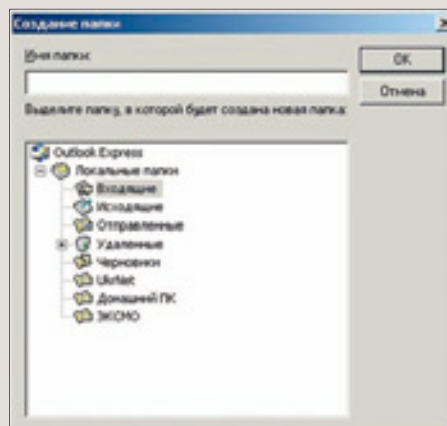 Создание папки
Имя папки:
OK
Отмена
Выделите папку, в которой будет создана новая папка:
Outlook Express
Локальные папки
Входящие
Исходящие
Отправленные
Удаленные
Черновики
UkrNet
Домашний ПК
ЭКСМО